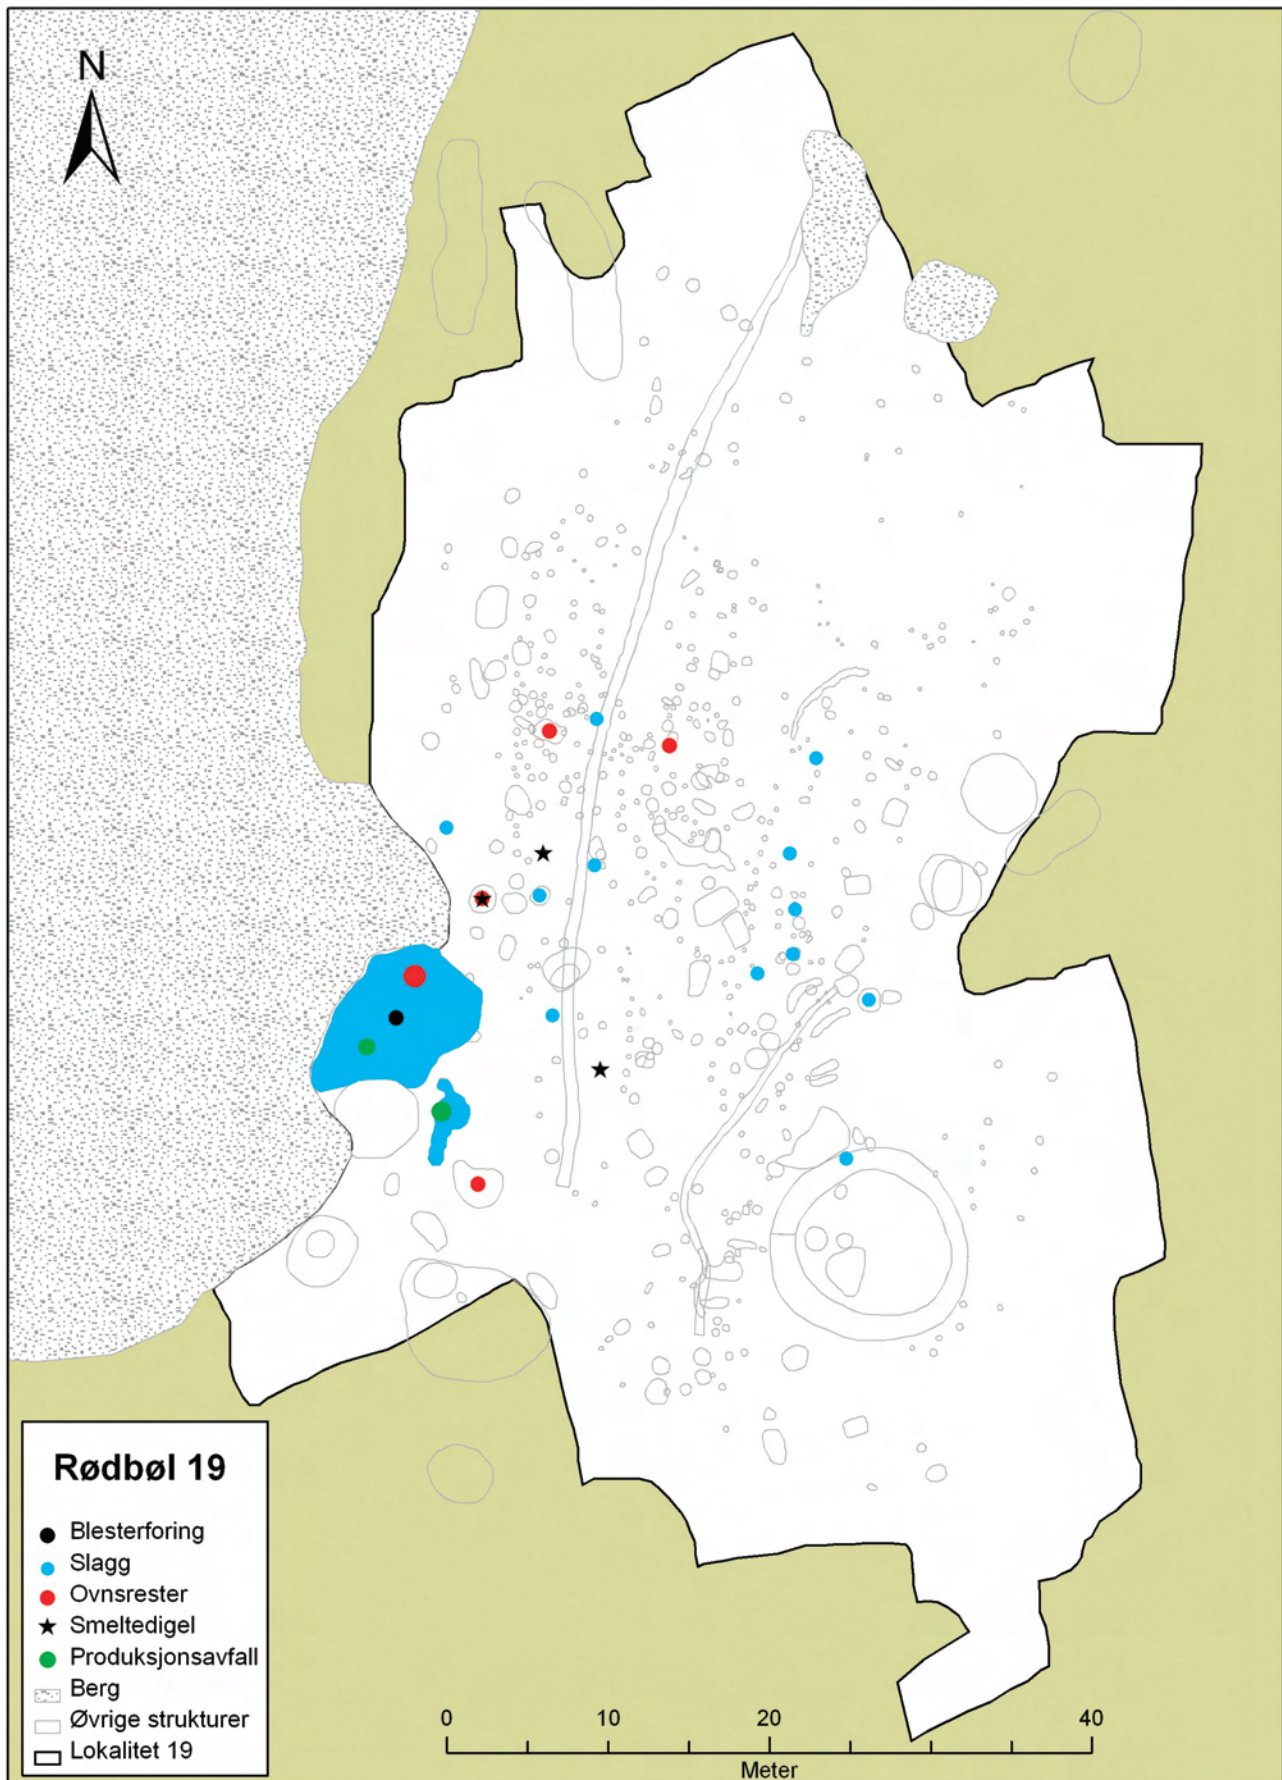 N
Rødbøl 19
Blesterforing
Slagg
Ovnsrester
Smeltedigel
Produksjonsavfall
Berg
Øvrige strukturer
Lokalitet 19
0 10 20 40
Meter